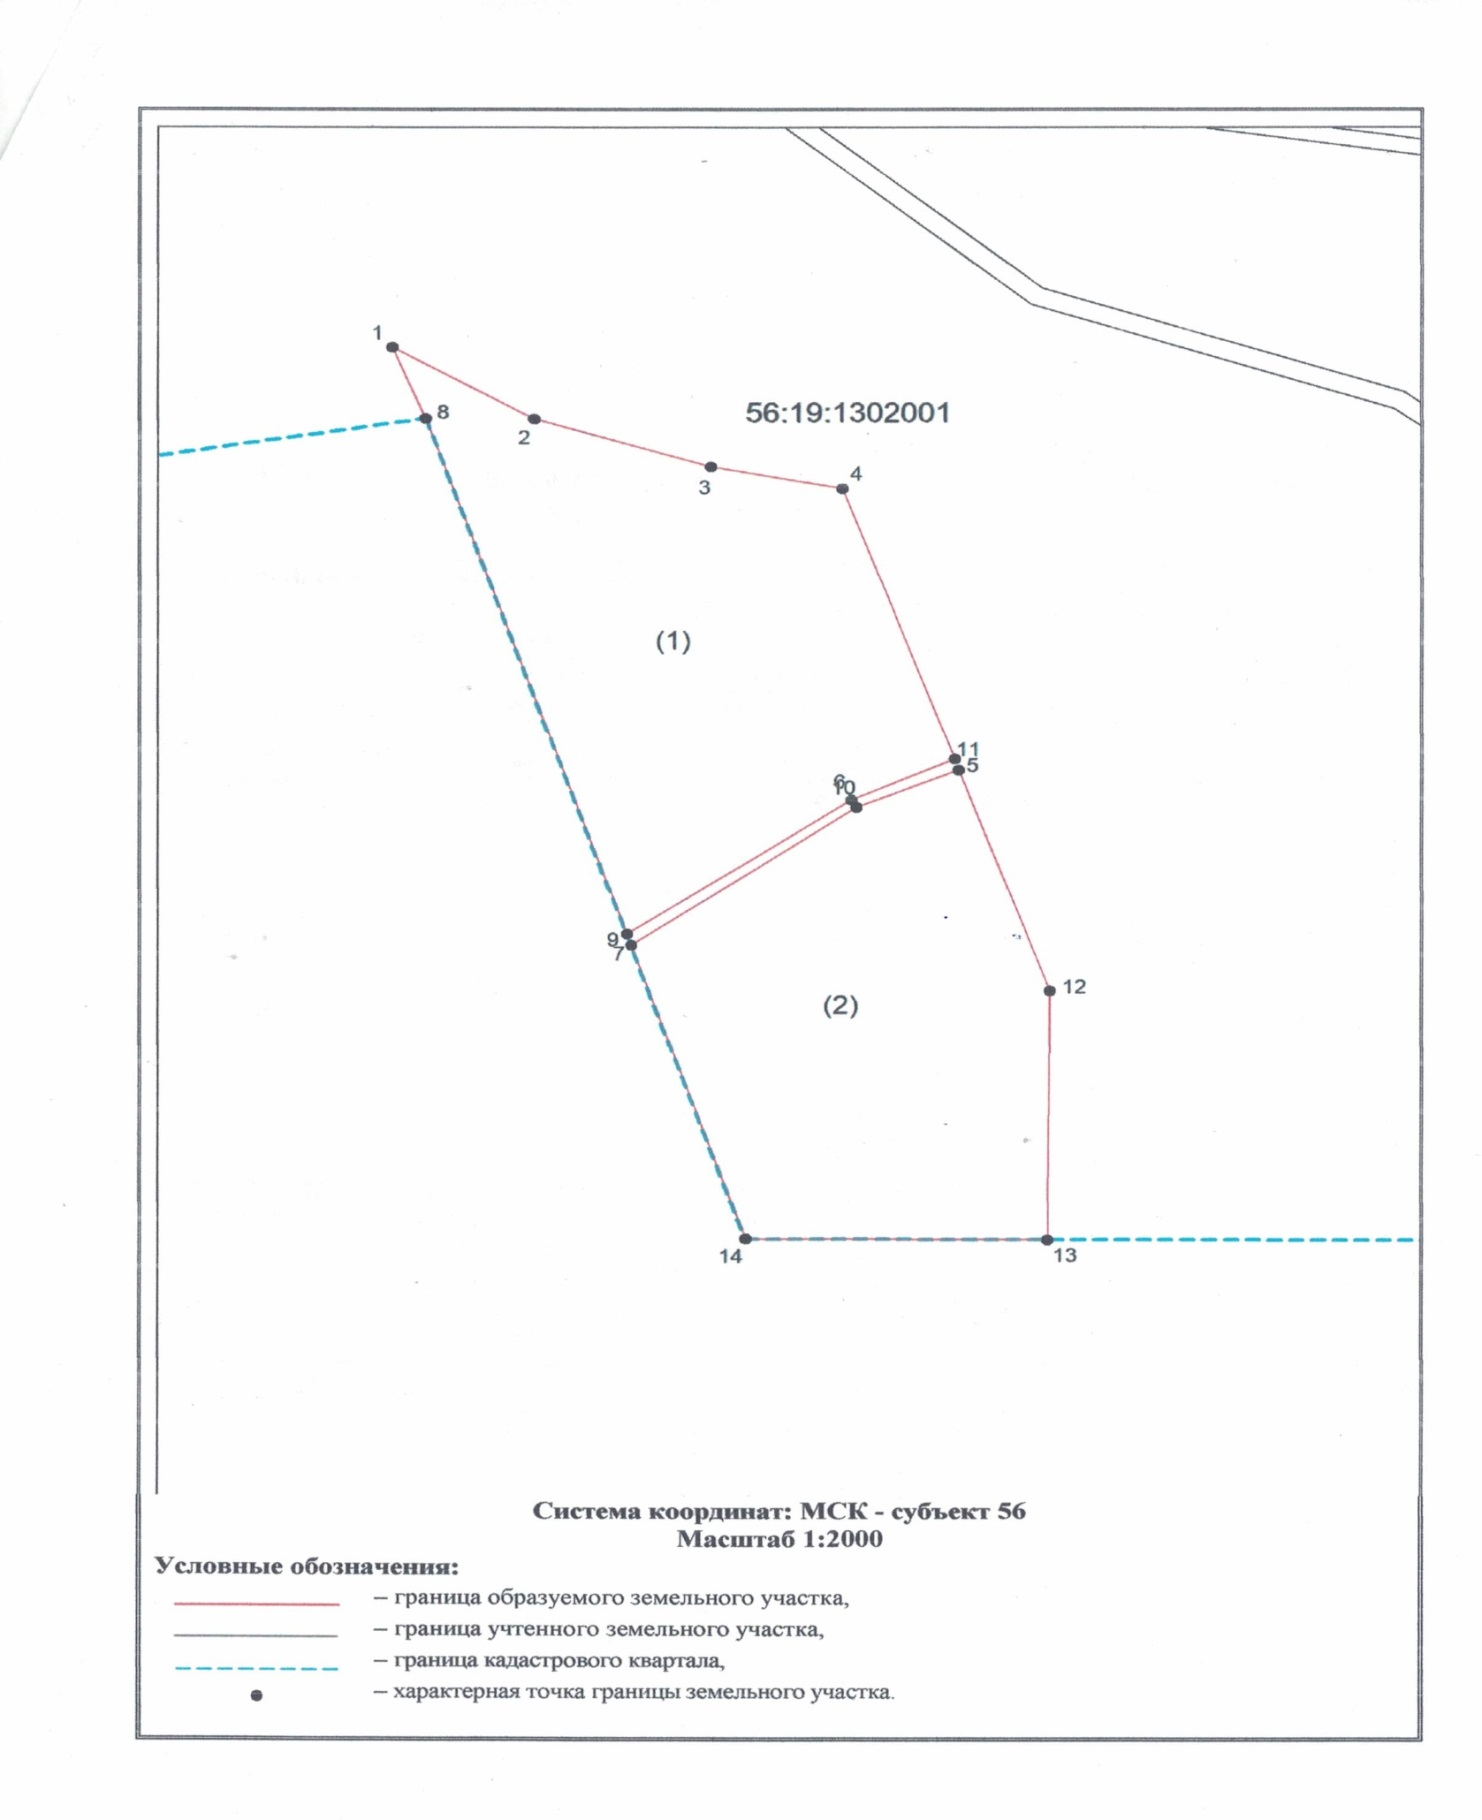 1
8
2
56:19:1302001
3
4
(1)
11
5
6
10
9
7
12
(2)
14
13
Система координат: МСК - субъект 56
Масштаб 1:2000
Условные обозначения:
– граница образуемого земельного участка,
– граница учтенного земельного участка,
– граница кадастрового квартала,
– характерная точка границы земельного участка.